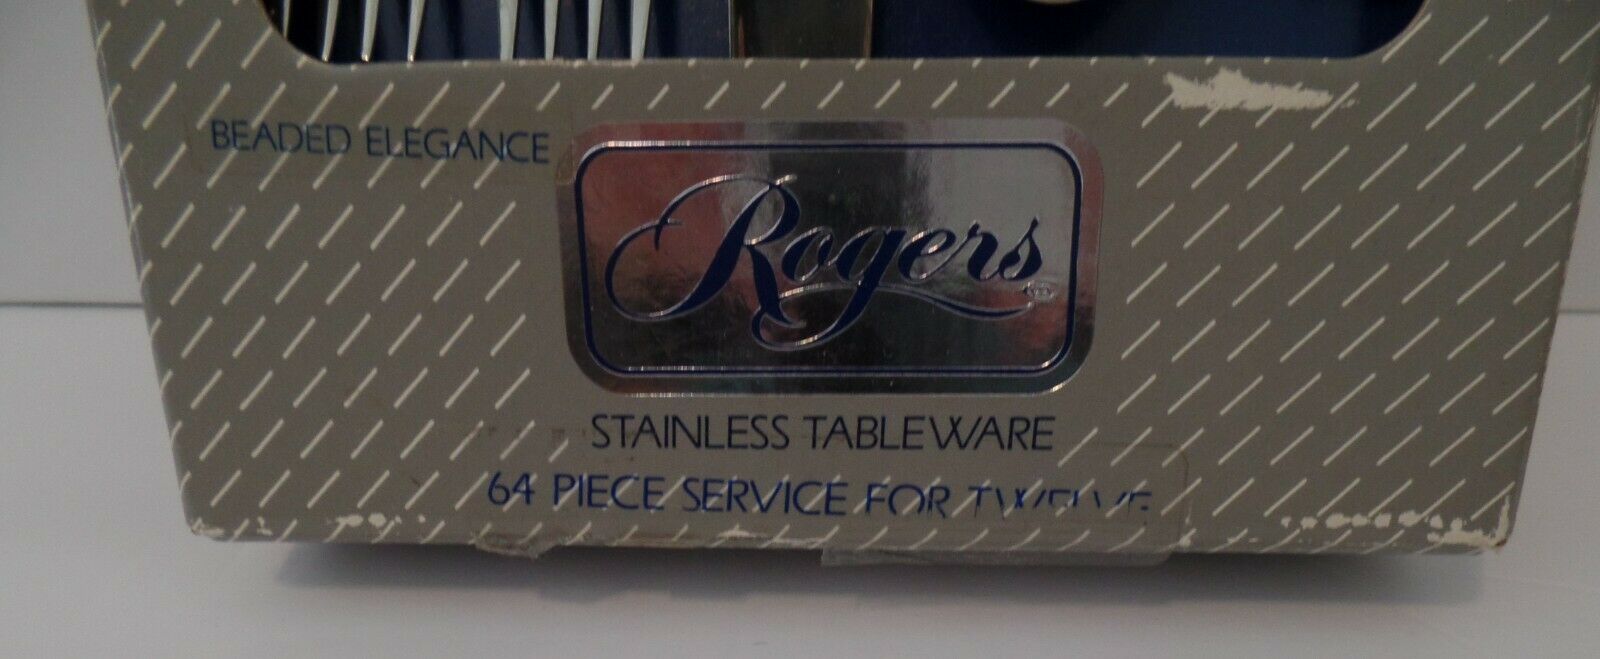 BEADED ELEGANCE
Rogers
STAINLESS TABLEWARE
64 PIECE SERVICE FOR TWELVE